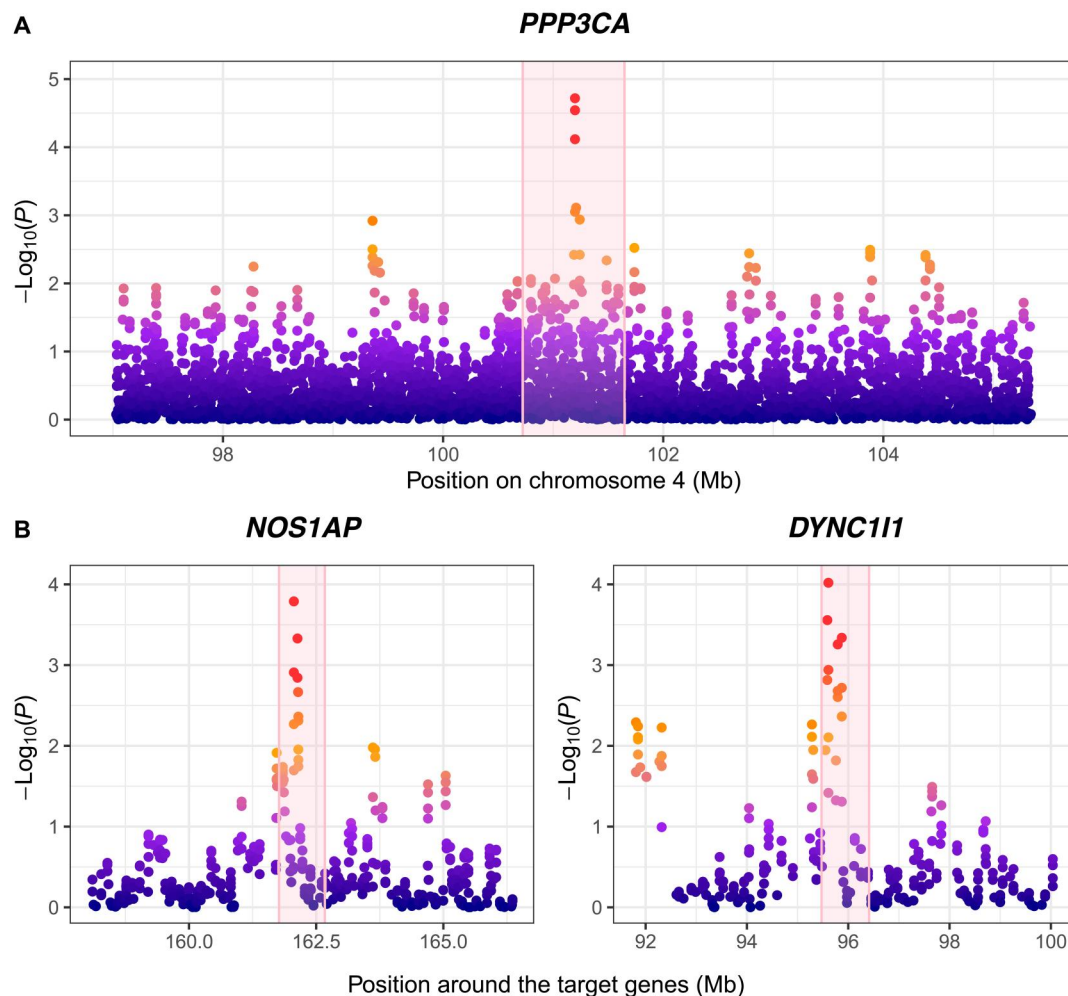 A
PPP3CA
5
4
3
2
1
0
−Log10(P)
98 100 102 104
Position on chromosome 4 (Mb)
B
NOS1AP
DYNC1I1
4
3
2
1
0
−Log10(P)
160.0 162.5 165.0
4
3
2
1
0
−Log10(P)
92 94 96 98 100
Position around the target genes (Mb)